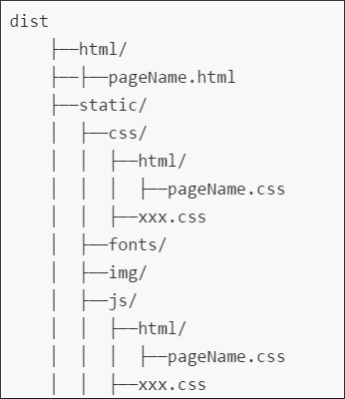 dist
    ├──html/
    ├──├──pageName.html
    ├──static/
    │  ├──css/
    │  │  ├──html/
    │  │  │  ├──pageName.css
    │  │  ├──xxx.css
    │  ├──fonts/
    │  ├──img/
    │  ├──js/
    │  │  ├──html/
    │  │  │  ├──pageName.css
    │  │  ├──xxx.css